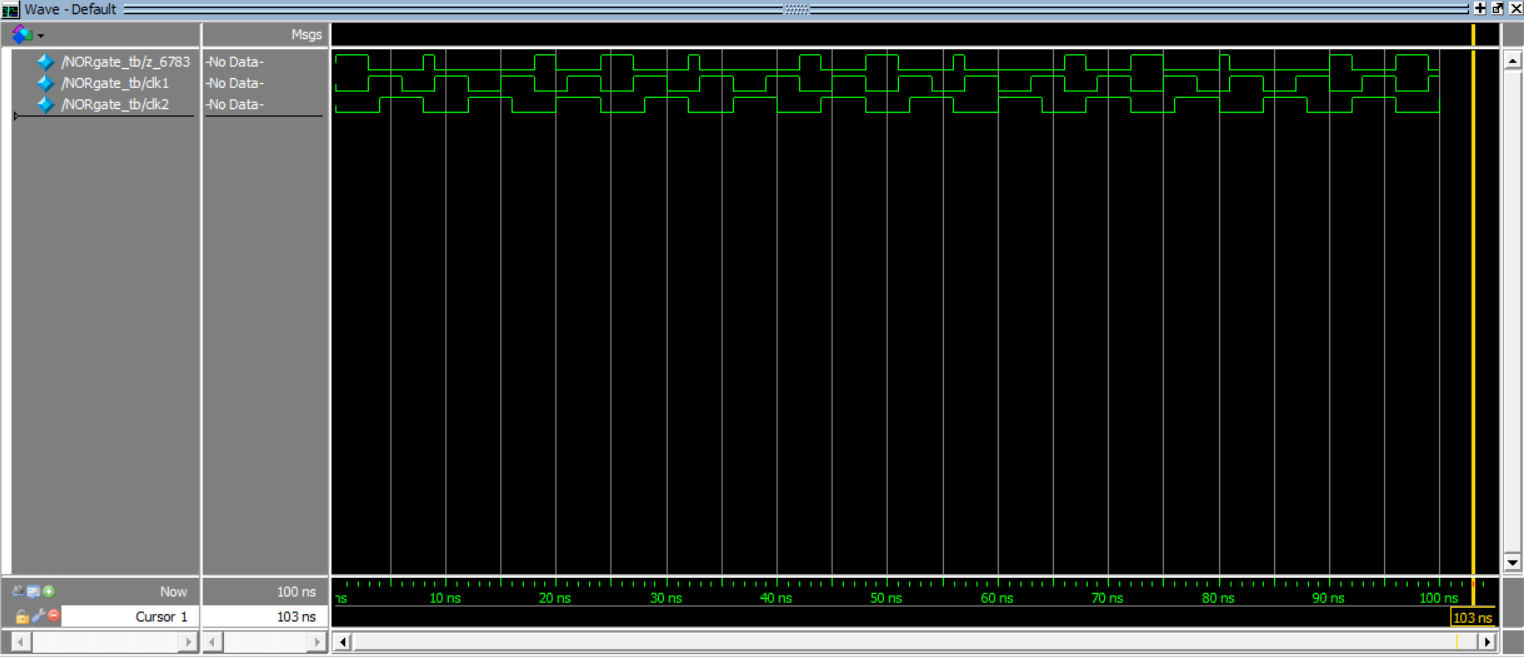 Wave - Default
Msgs
/NORgate_tb/z_6783 -No Data-
/NORgate_tb/clk1 -No Data-
/NORgate_tb/clk2 -No Data-
Now 100 ns
ns 10 ns 20 ns 30 ns 40 ns 50 ns 60 ns 70 ns 80 ns 90 ns 100 ns
Cursor 1 103 ns
103 ns